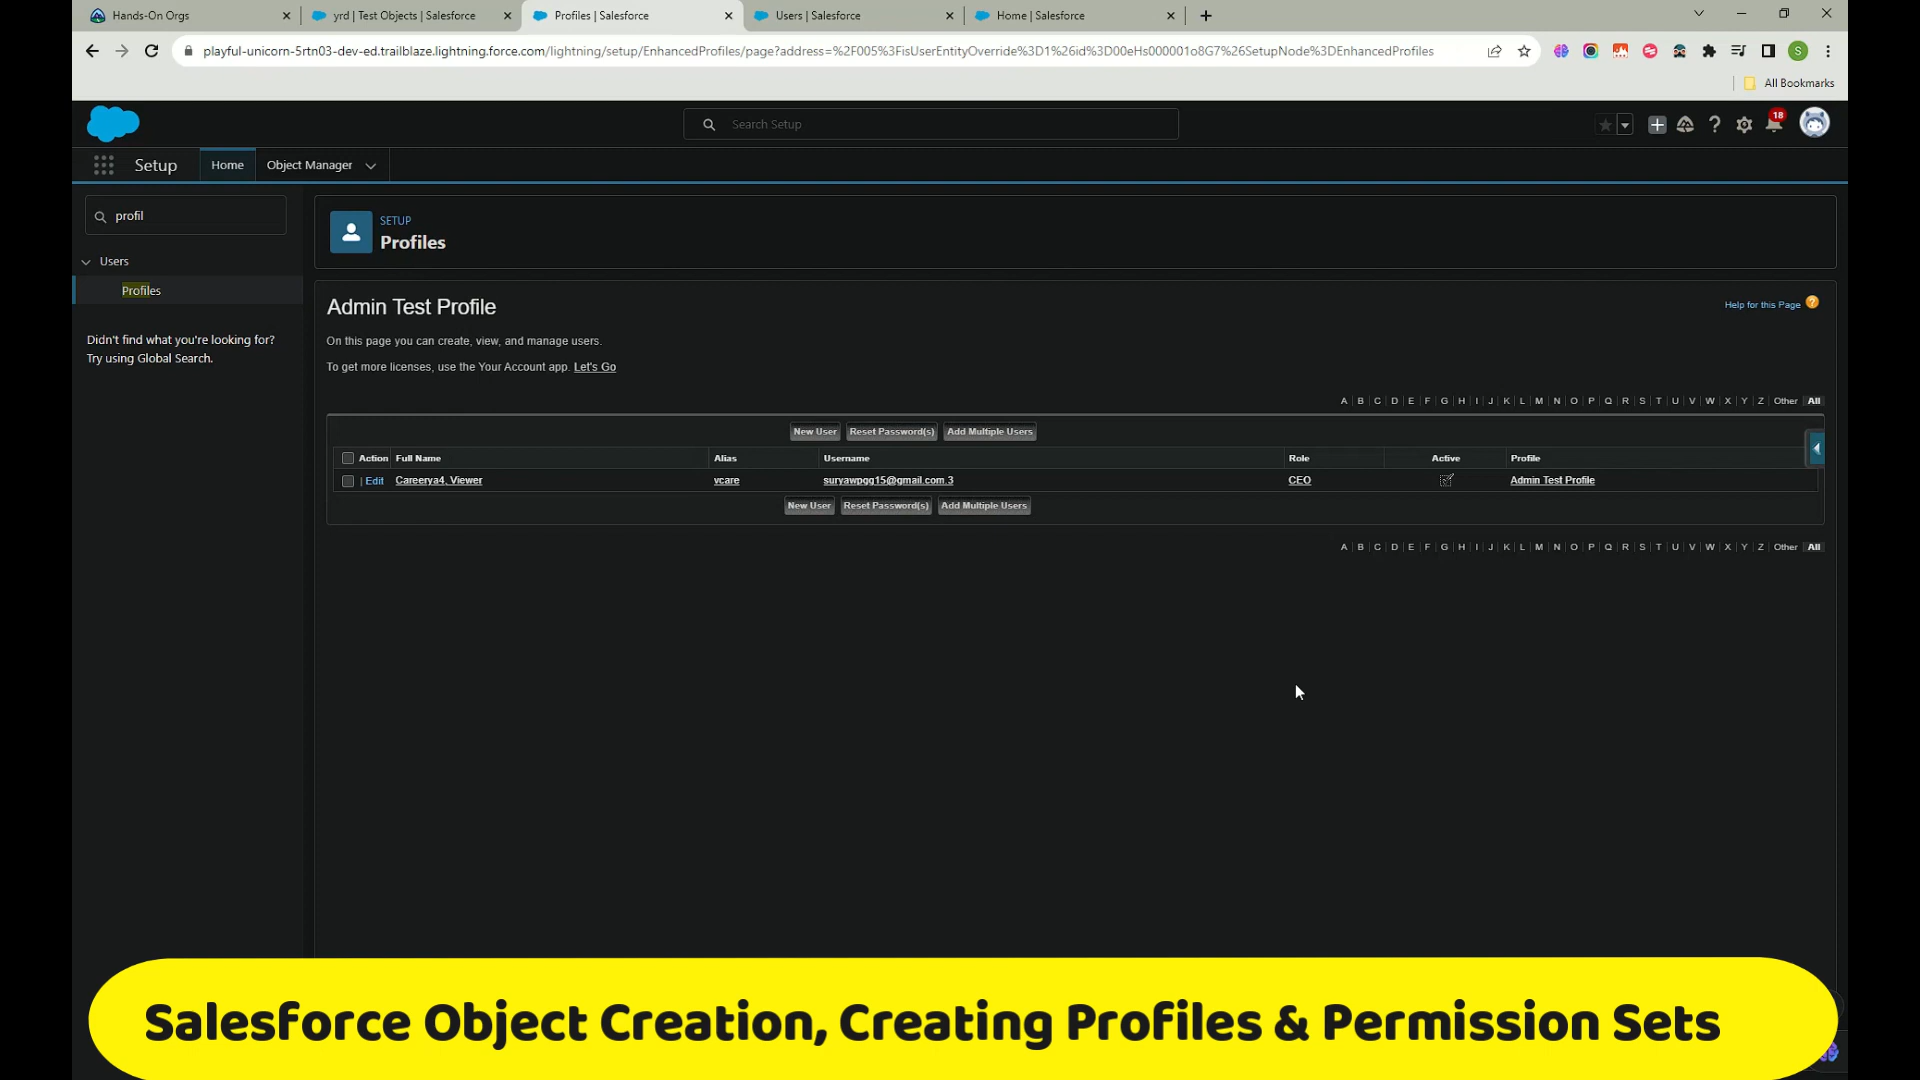 Hands-On Orgs
yrd | Test Objects | Salesforce
Profiles | Salesforce
Users | Salesforce
Home | Salesforce
playful-unicorn-5rtn03-dev-ed.trailblaze.lightning.force.com/lightning/setup/EnhancedProfiles/page?address=%2F005%3FisUserEntityOverride%3D1%26id%3D00eHs000001o8G7%26SetupNode%3DEnhancedProfiles
S
All Bookmarks
Search Setup
18
Setup
Home
Object Manager
profil
Users
Profiles
Didn't find what you're looking for?
Try using Global Search.
SETUP
Profiles
Admin Test Profile
Help for this Page ?
On this page you can create, view, and manage users.
To get more licenses, use the Your Account app. Let's Go
A | B | C | D | E | F | G | H | I | J | K | L | M | N | O | P | Q | R | S | T | U | V | W | X | Y | Z | Other | All
New User Reset Password(s) Add Multiple Users
Action Full Name Alias Username Role Active Profile
| Edit Careerya4, Viewer vcare suryawpgg15@gmail.com.3 CEO Admin Test Profile
New User Reset Password(s) Add Multiple Users
A | B | C | D | E | F | G | H | I | J | K | L | M | N | O | P | Q | R | S | T | U | V | W | X | Y | Z | Other | All
Salesforce Object Creation, Creating Profiles & Permission Sets